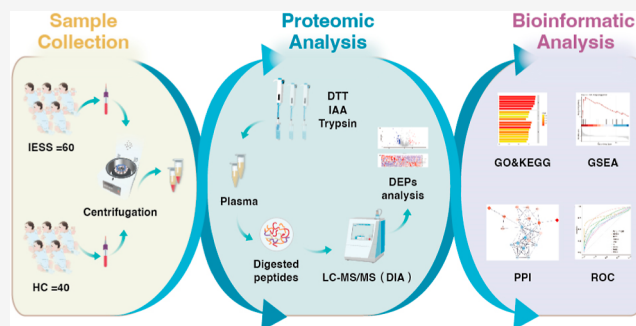 Sample
Collection
IESS =60
Centrifugation
HC =40
Proteomic
Analysis
DTT
IAA
Trypsin
Plasma
DEPs
analysis
Digested
peptides
LC-MS/MS（DIA）
Bioinformatic
Analysis
GO&KEGG
GSEA
PPI
ROC